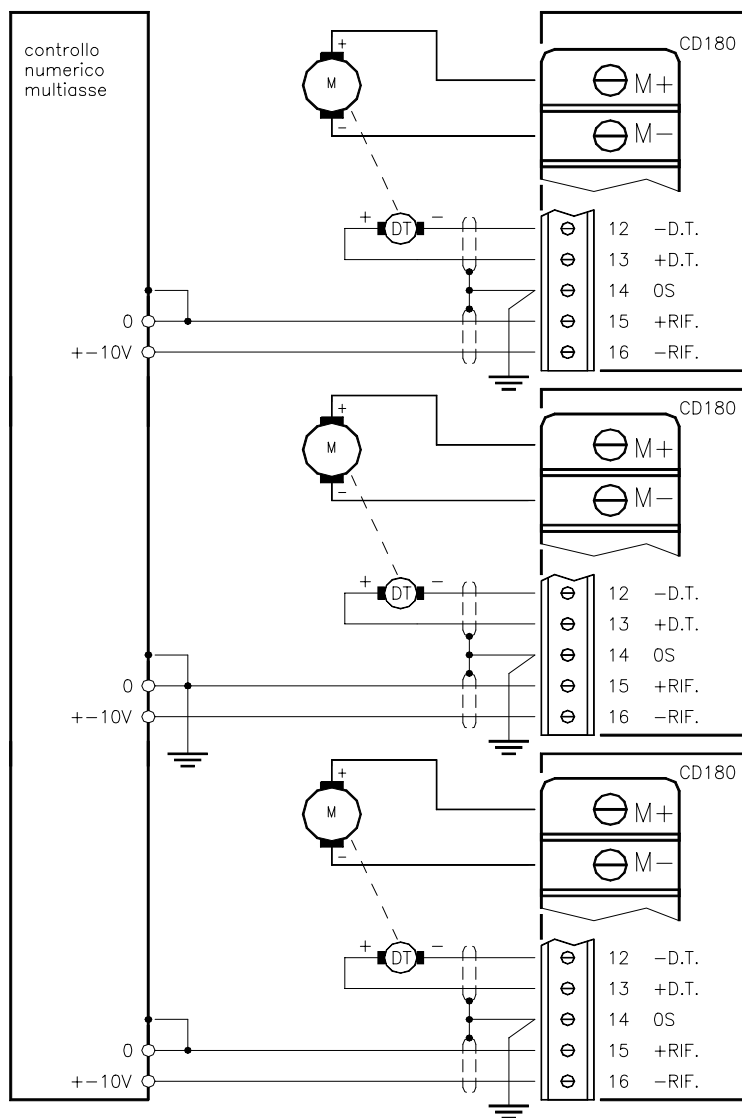 controllo
numerico
multiasse
CD180
+
M
M+
−
M−
+ DT −
12 −D.T.
13 +D.T.
14 0S
0
15 +RIF.
+−10V
16 −RIF.
CD180
+
M
M+
−
M−
+ DT −
12 −D.T.
13 +D.T.
14 0S
0
15 +RIF.
+−10V
16 −RIF.
CD180
+
M
M+
−
M−
+ DT −
12 −D.T.
13 +D.T.
14 0S
0
15 +RIF.
+−10V
16 −RIF.